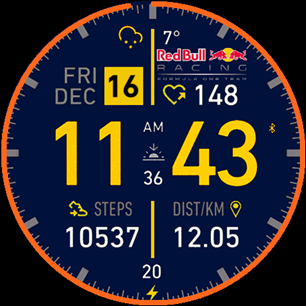 7°
Red Bull
RACING
FORMULA ONE TEAM
FRI
DEC 16
148
11 AM 43
36
STEPS DIST/KM
10537 12.05
20